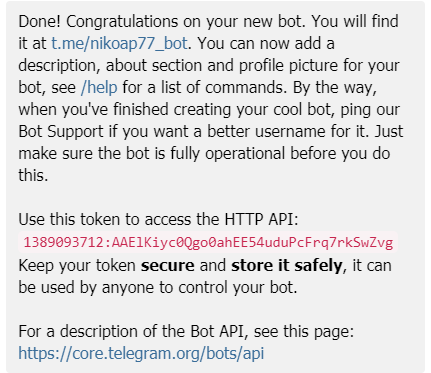 Done! Congratulations on your new bot. You will find
it at t.me/nikoap77_bot. You can now add a
description, about section and profile picture for your
bot, see /help for a list of commands. By the way,
when you've finished creating your cool bot, ping our
Bot Support if you want a better username for it. Just
make sure the bot is fully operational before you do
this.
Use this token to access the HTTP API:
1389093712:AAElKiyc0Qgo0ahEE54uduPcFrq7rkSwZvg
Keep your token secure and store it safely, it can
be used by anyone to control your bot.
For a description of the Bot API, see this page:
https://core.telegram.org/bots/api